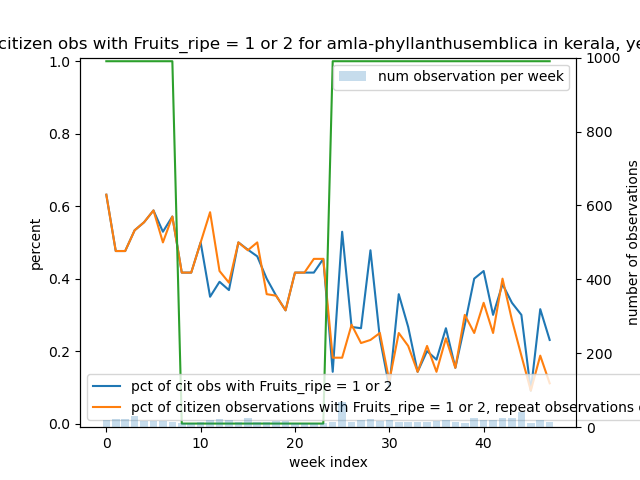 citizen obs with Fruits_ripe = 1 or 2 for amla-phyllanthusemblica in kerala,
num observation per week
1.0
0.8
0.6
0.4
0.2
0.0
percent
1000
800
600
400
200
0
number of observations
pct of cit obs with Fruits_ripe = 1 or 2
pct of citizen observations with Fruits_ripe = 1 or 2, repeat observations
0 10 20 30 40
week index